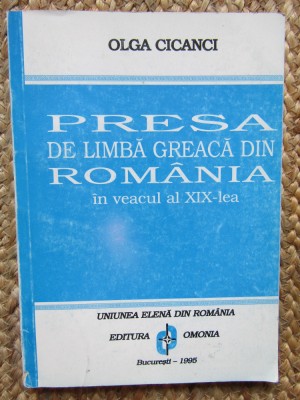 OLGA CICANCI
PRESA
DE LIMBĂ GREACĂ DIN
ROMÂNIA
în veacul al XIX-lea
UNIUNEA ELENĂ DIN ROMÂNIA
EDITURA OMONIA
București - 1995